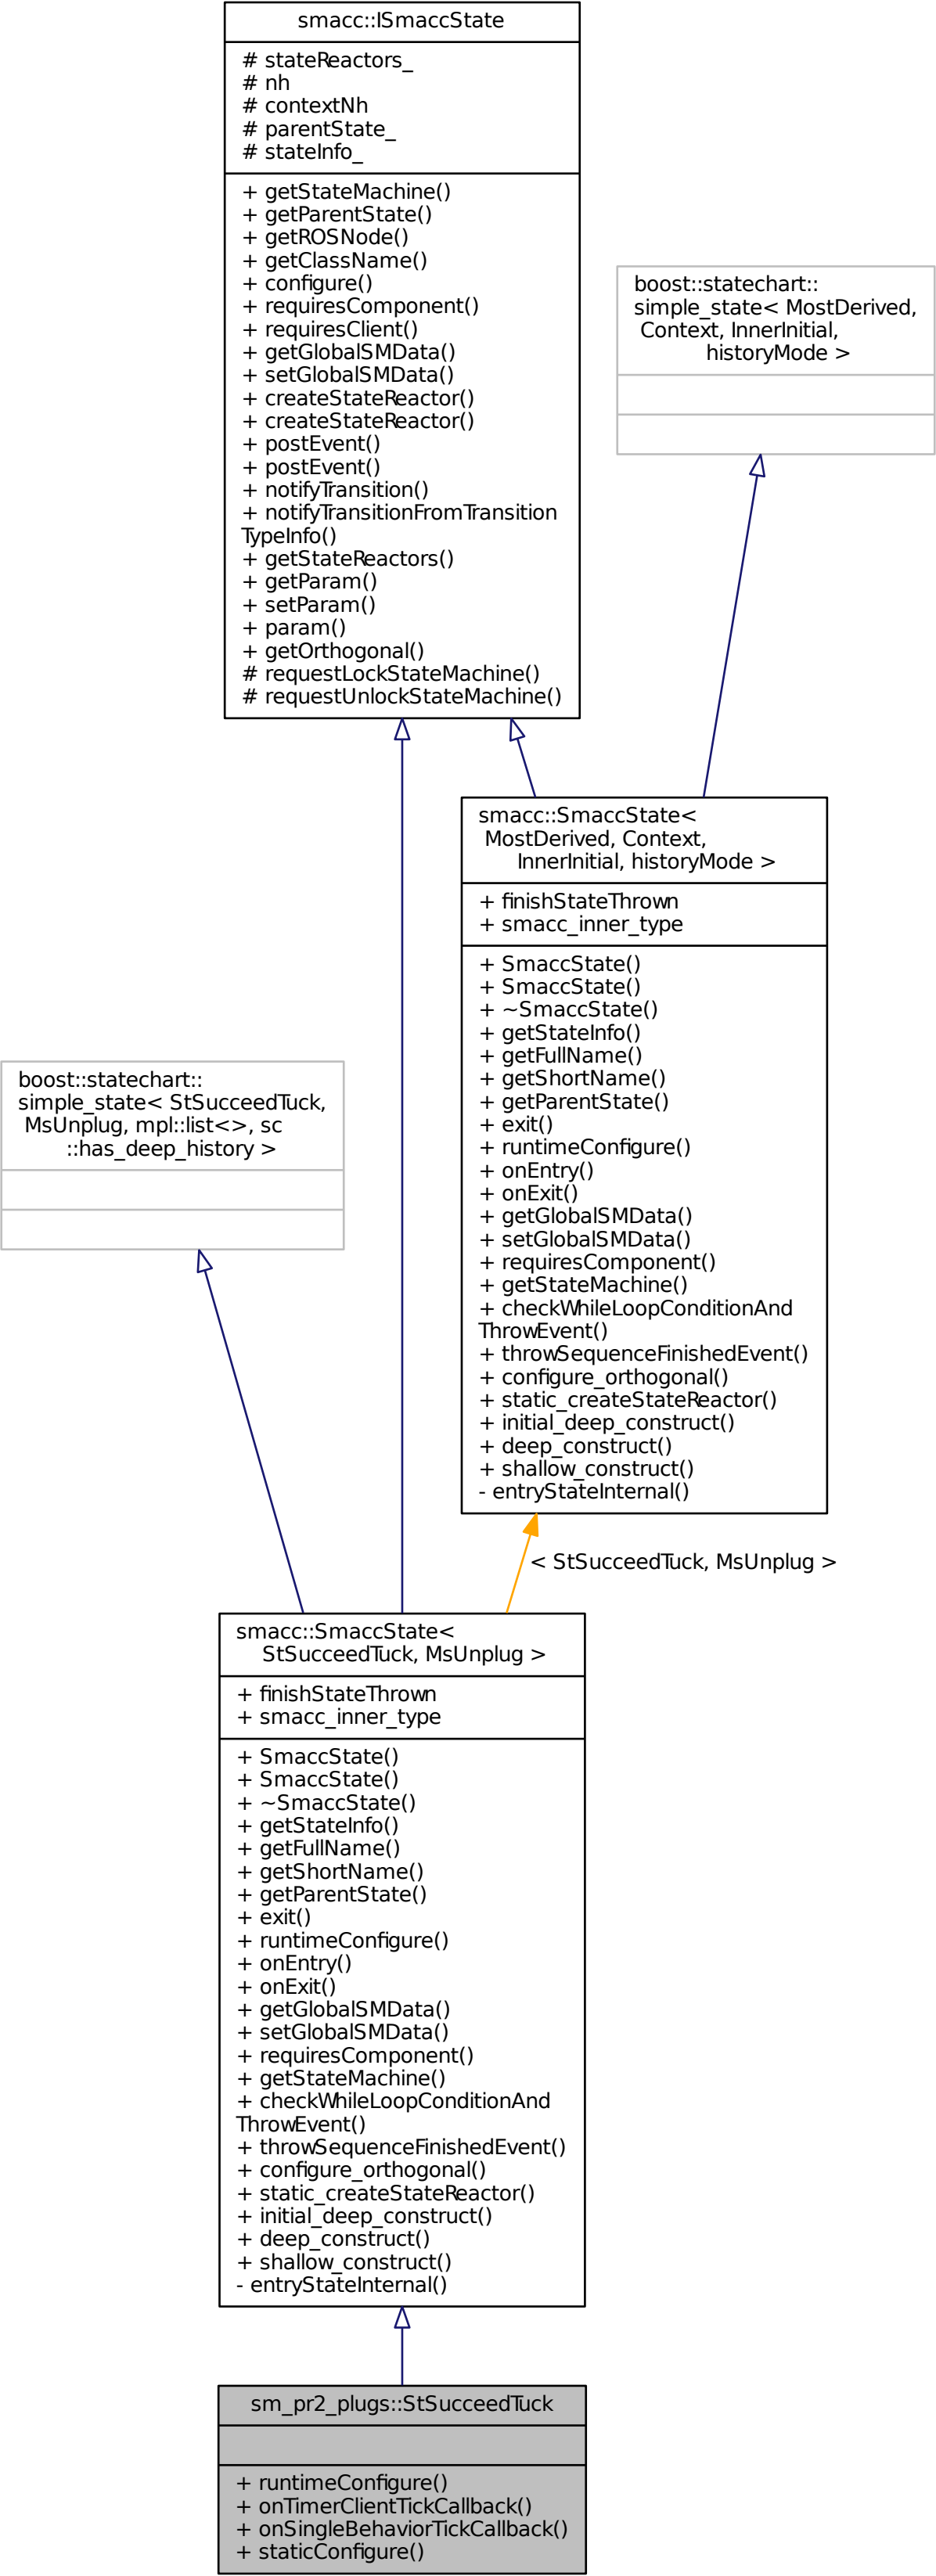 smacc::ISmaccState
# stateReactors_
# nh
# contextNh
# parentState_
# stateInfo_
+ getStateMachine()
+ getParentState()
+ getROSNode()
+ getClassName()
+ configure()
+ requiresComponent()
+ requiresClient()
+ getGlobalSMData()
+ setGlobalSMData()
+ createStateReactor()
+ createStateReactor()
+ postEvent()
+ postEvent()
+ notifyTransition()
+ notifyTransitionFromTransition
TypeInfo()
+ getStateReactors()
+ getParam()
+ setParam()
+ param()
+ getOrthogonal()
# requestLockStateMachine()
# requestUnlockStateMachine()
boost::statechart::
simple_state< MostDerived,
Context, InnerInitial,
historyMode >
smacc::SmaccState<
MostDerived, Context,
InnerInitial, historyMode >
+ finishStateThrown
+ smacc_inner_type
+ SmaccState()
+ SmaccState()
+ ~SmaccState()
+ getStateInfo()
+ getFullName()
+ getShortName()
+ getParentState()
+ exit()
+ runtimeConfigure()
+ onEntry()
+ onExit()
+ getGlobalSMData()
+ setGlobalSMData()
+ requiresComponent()
+ getStateMachine()
+ checkWhileLoopConditionAnd
ThrowEvent()
+ throwSequenceFinishedEvent()
+ configure_orthogonal()
+ static_createStateReactor()
+ initial_deep_construct()
+ deep_construct()
+ shallow_construct()
- entryStateInternal()
boost::statechart::
simple_state< StSucceedTuck,
MsUnplug, mpl::list<>, sc
::has_deep_history >
< StSucceedTuck, MsUnplug >
smacc::SmaccState<
StSucceedTuck, MsUnplug >
+ finishStateThrown
+ smacc_inner_type
+ SmaccState()
+ SmaccState()
+ ~SmaccState()
+ getStateInfo()
+ getFullName()
+ getShortName()
+ getParentState()
+ exit()
+ runtimeConfigure()
+ onEntry()
+ onExit()
+ getGlobalSMData()
+ setGlobalSMData()
+ requiresComponent()
+ getStateMachine()
+ checkWhileLoopConditionAnd
ThrowEvent()
+ throwSequenceFinishedEvent()
+ configure_orthogonal()
+ static_createStateReactor()
+ initial_deep_construct()
+ deep_construct()
+ shallow_construct()
- entryStateInternal()
sm_pr2_plugs::StSucceedTuck
+ runtimeConfigure()
+ onTimerClientTickCallback()
+ onSingleBehaviorTickCallback()
+ staticConfigure()